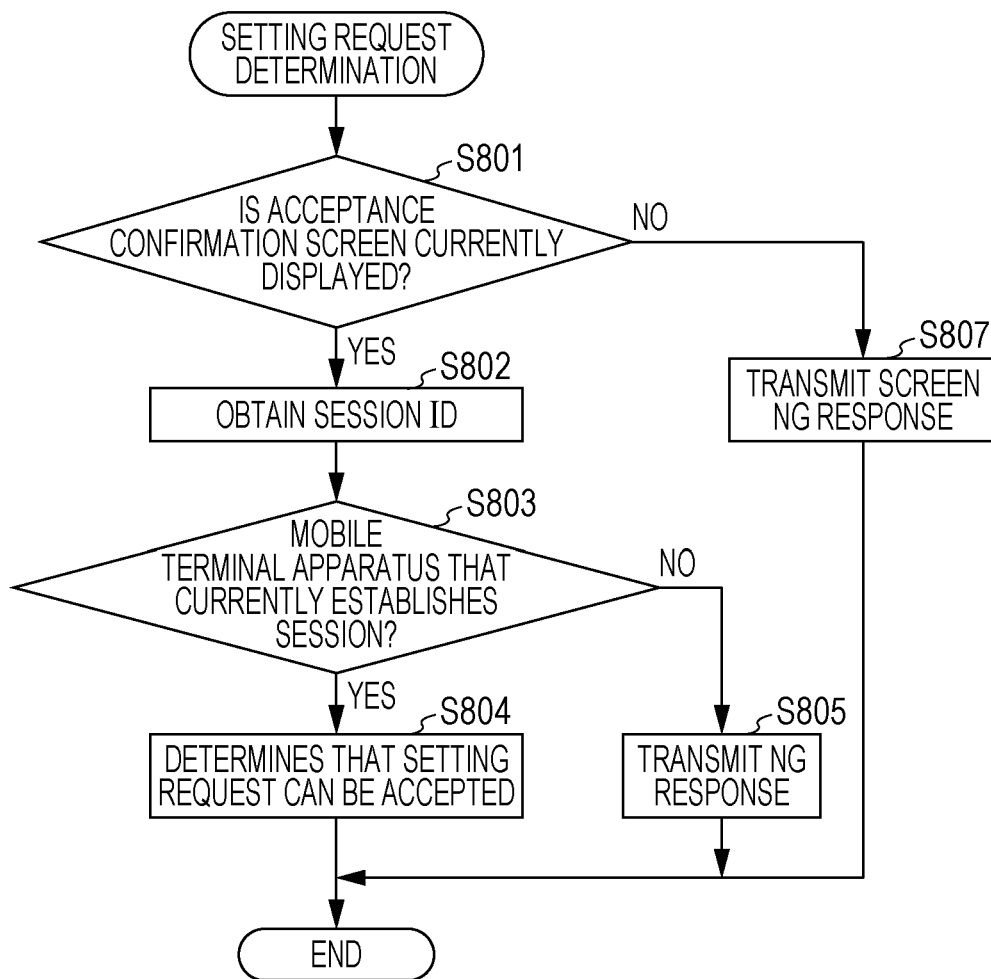 SETTING REQUEST
DETERMINATION
S801
IS ACCEPTANCE
CONFIRMATION SCREEN CURRENTLY
DISPLAYED?
NO
YES
S802
OBTAIN SESSION ID
S807
TRANSMIT SCREEN
NG RESPONSE
S803
MOBILE
TERMINAL APPARATUS THAT
CURRENTLY ESTABLISHES
SESSION?
NO
YES
S804
DETERMINES THAT SETTING
REQUEST CAN BE ACCEPTED
S805
TRANSMIT NG
RESPONSE
END